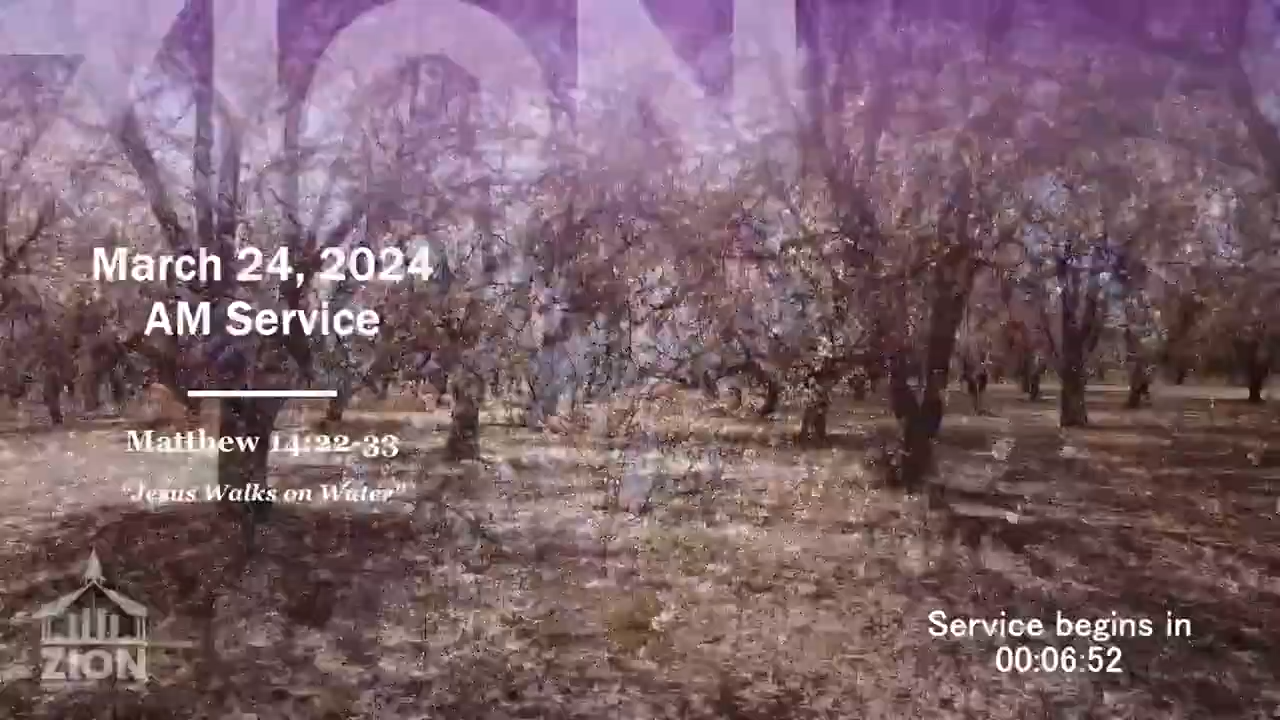 ZION
March 24, 2024
AM Service
Matthew 14:22-33
"Jesus Walks on Water"
ZION
Service begins in
00:06:52